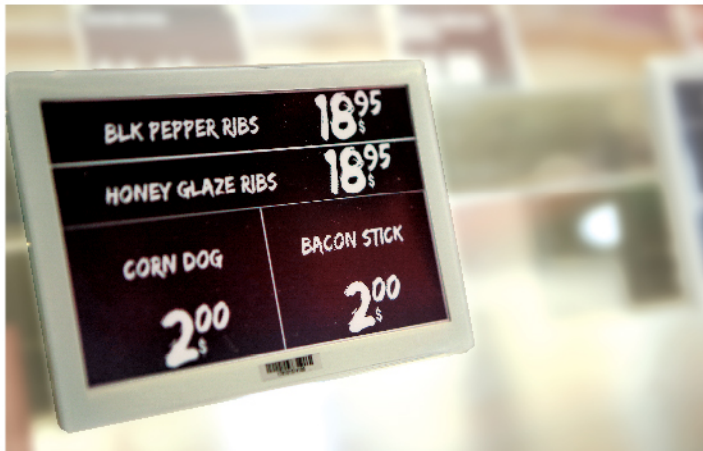 BLK PEPPER RIBS 18.95 $
HONEY GLAZE RIBS 18.95 $
CORN DOG
2.00 $
BACON STICK
2.00 $